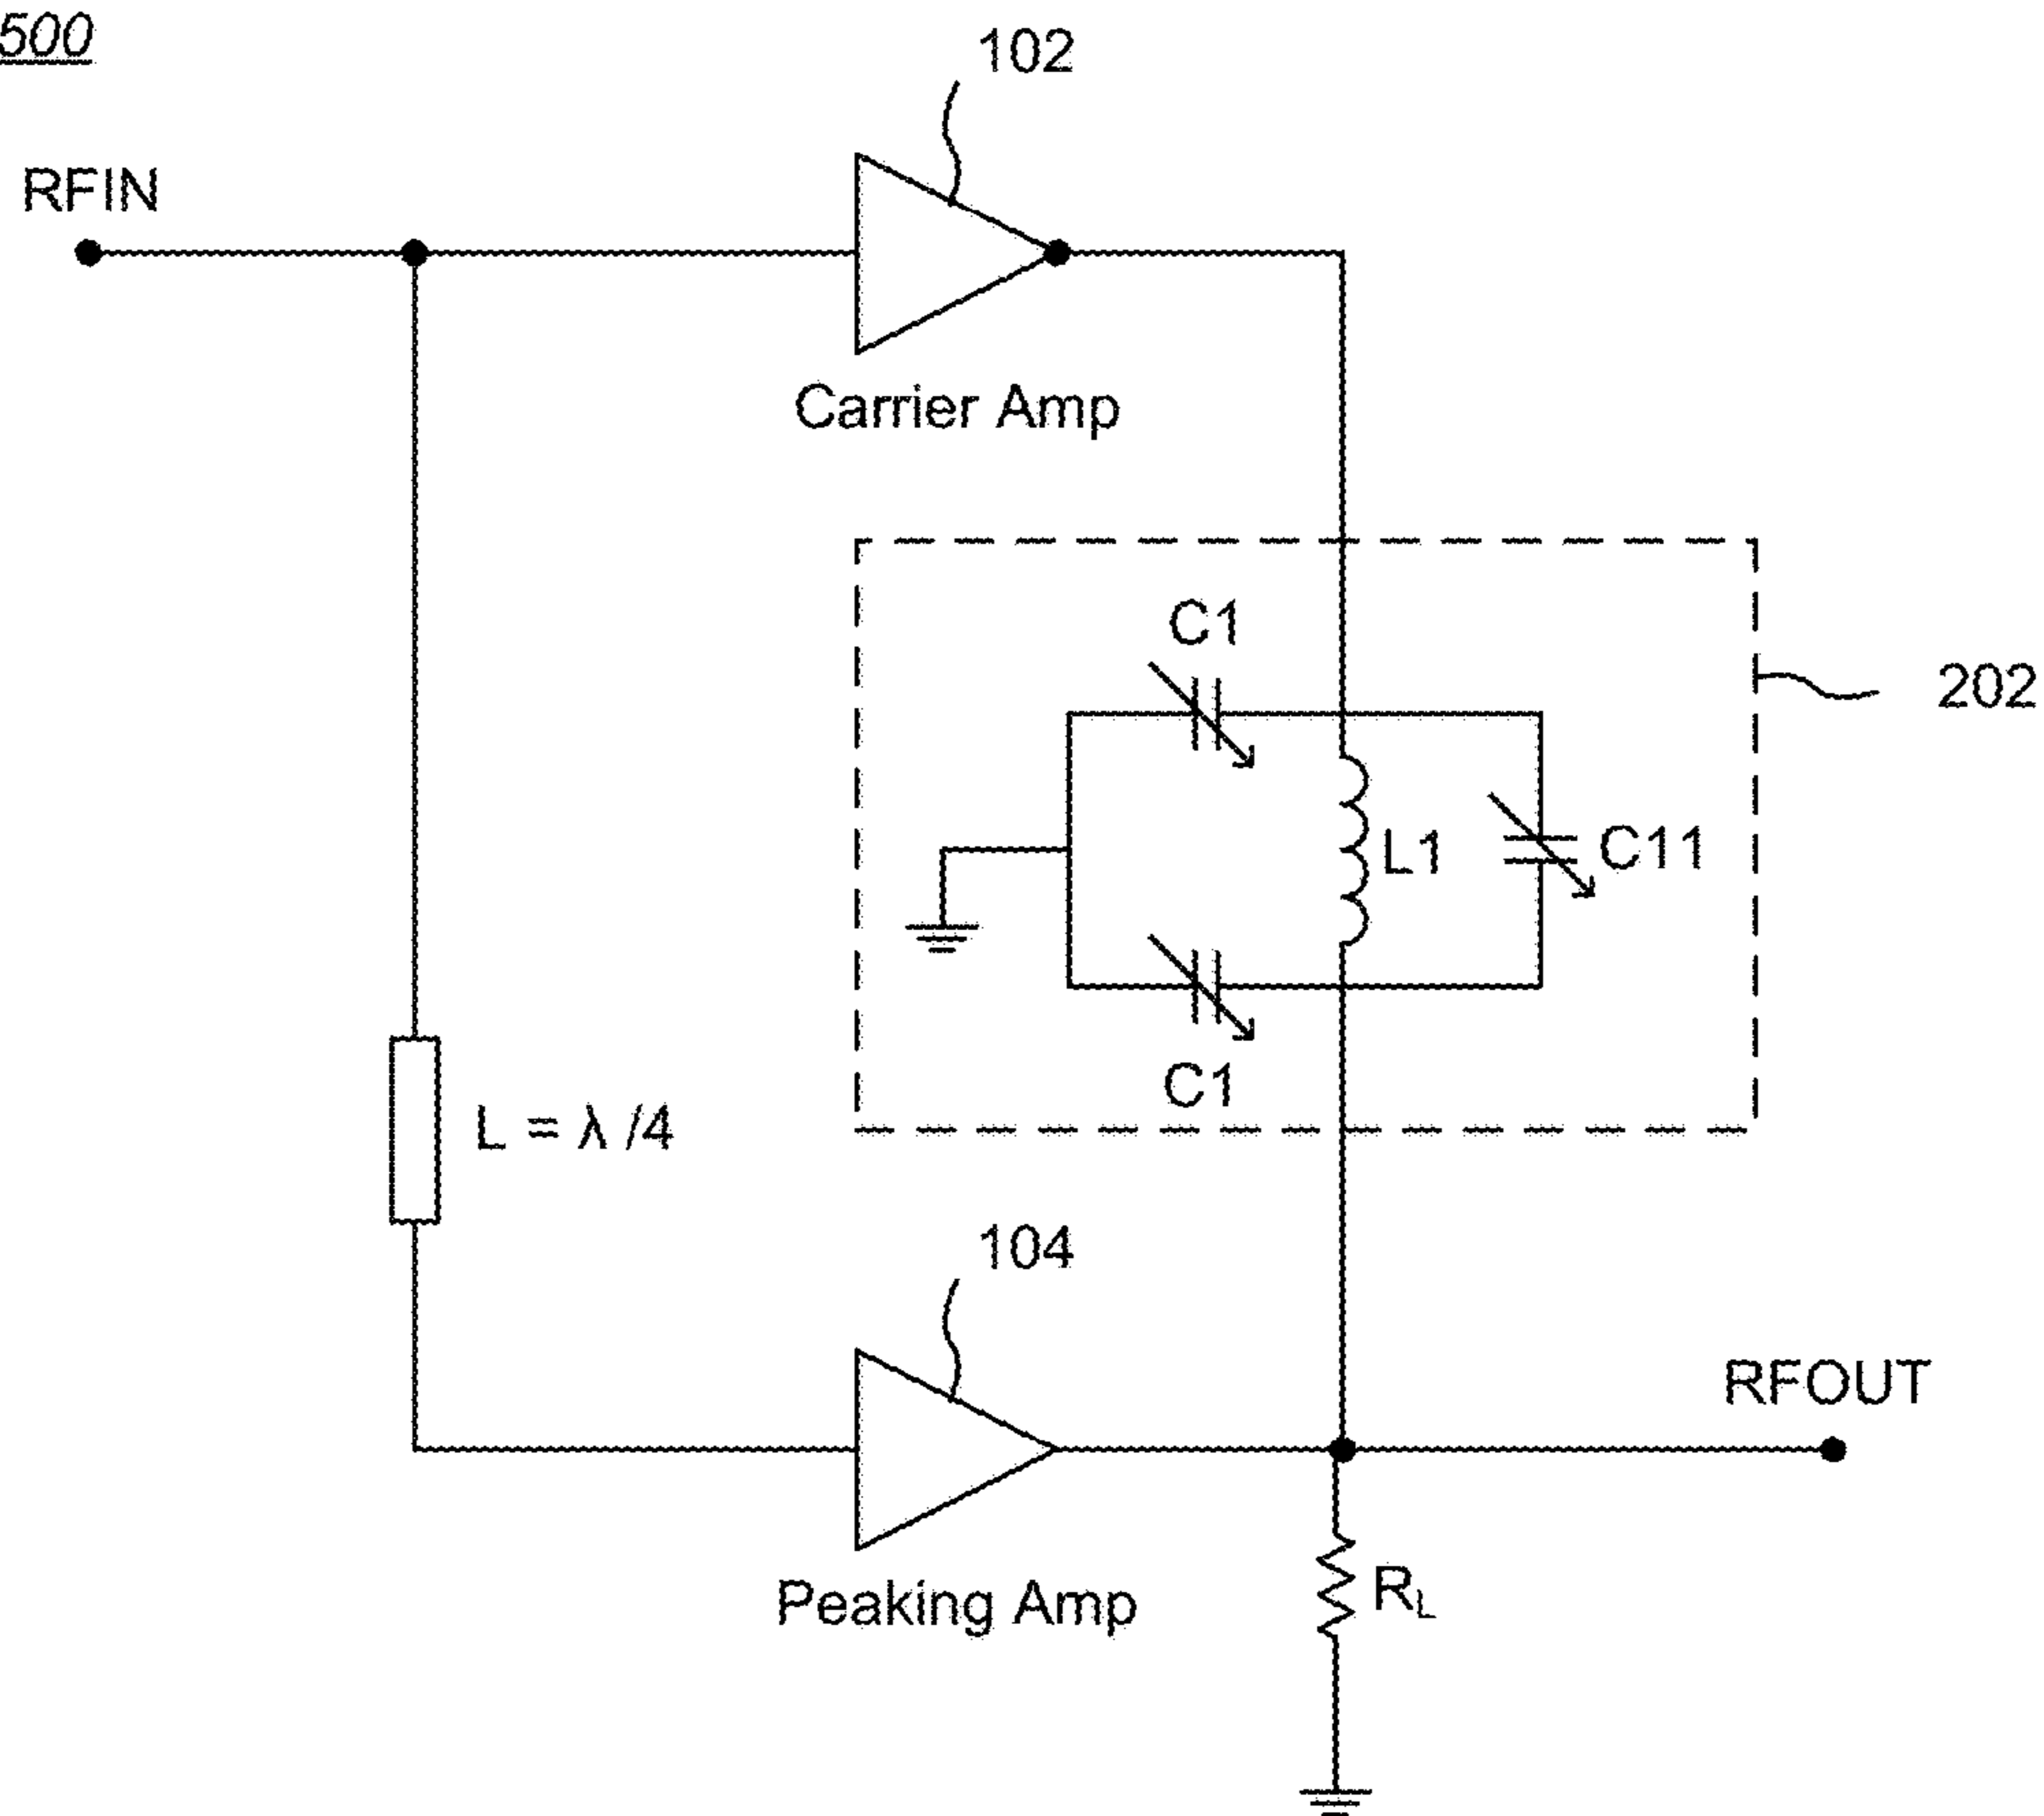 500
102
RFIN
Carrier Amp
C1
202
L1
C11
C1
L = λ /4
104
RFOUT
Peaking Amp
RL